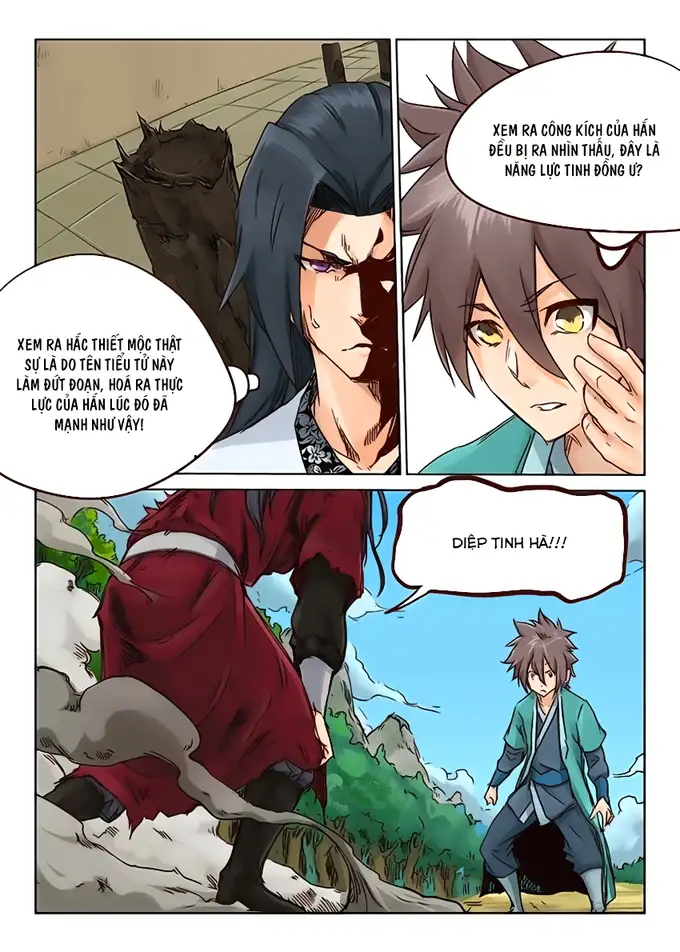 XEM RA CÔNG KÍCH CỦA HẮN
ĐỀU BỊ RA NHÌN THẤU, ĐÂY LÀ
NĂNG LỰC TINH ĐỒNG Ư?
XEM RA HẮC THIẾT MỘC THẬT
SỰ LÀ DO TÊN TIỂU TỬ NÀY
LÀM ĐỨT ĐOẠN, HOÁ RA THỰC
LỰC CỦA HẮN LÚC ĐÓ ĐÃ
MẠNH NHƯ VẬY!
DIỆP TINH HÀ!!!